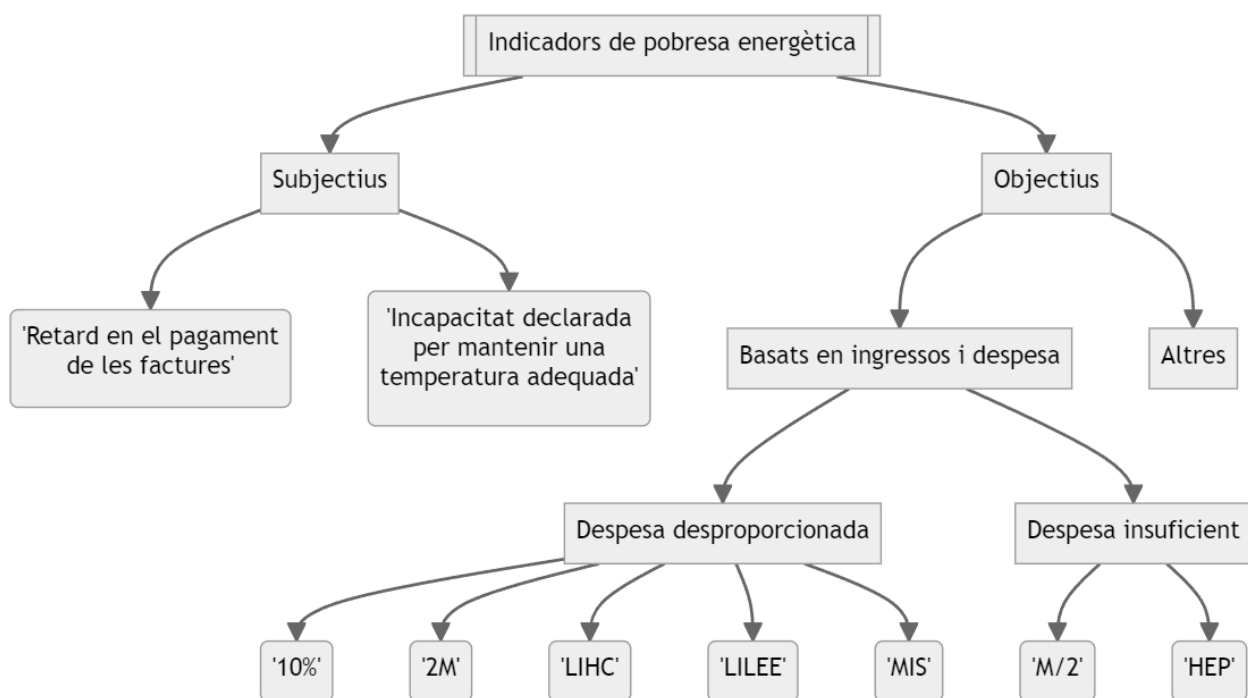 Indicadors de pobresa energètica
Subjectius
Objectius
'Retard en el pagament
de les factures'
'Incapacitat declarada
per mantenir una
temperatura adequada'
Basats en ingressos i despesa
Altres
Despesa desproporcionada
Despesa insuficient
'10%'
'2M'
'LIHC'
'LILEE'
'MIS'
'M/2'
'HEP'